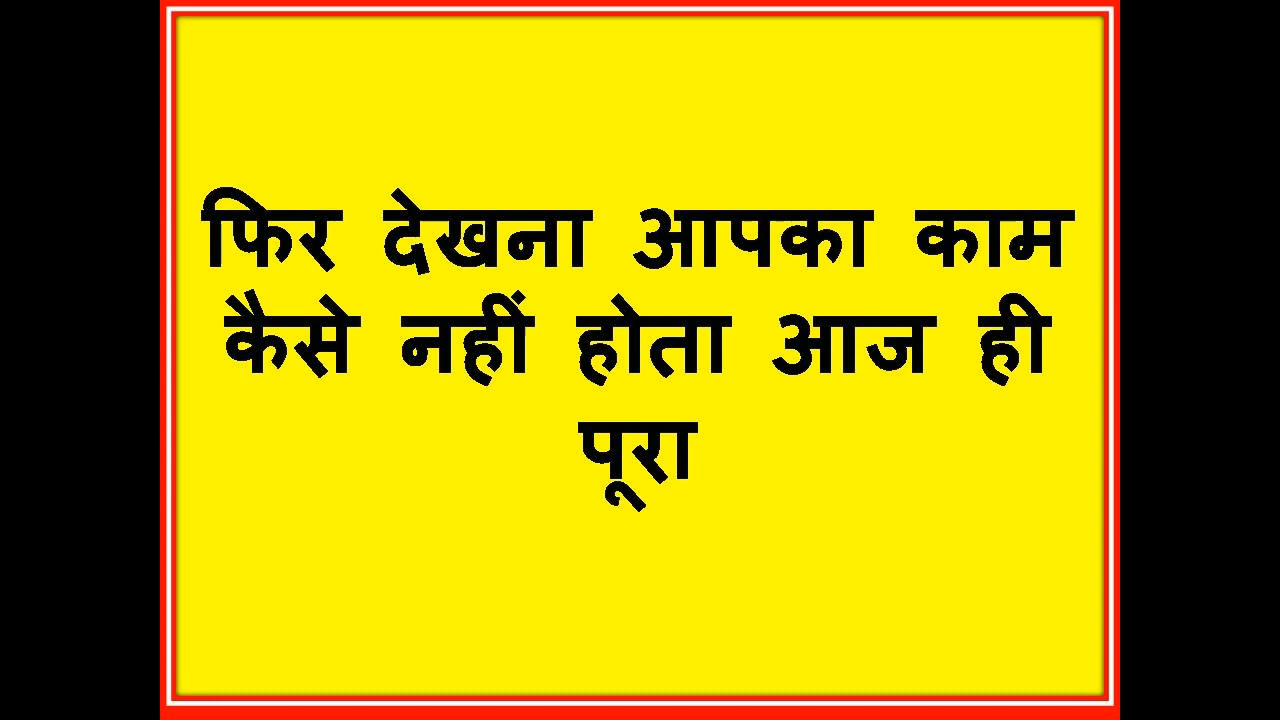 फिर देखना आपका काम
कैसे नहीं होता आज ही
पूरा